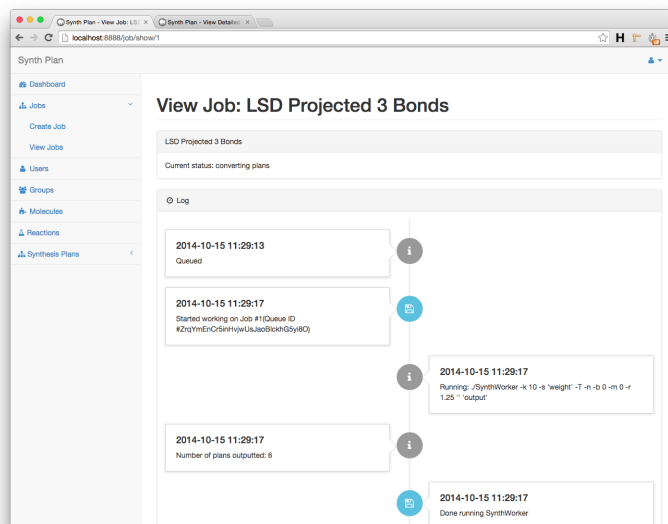 Synth Plan - View Job: LSD
Synth Plan - View Detailed
localhost:8888/job/show/1
Synth Plan
Dashboard
Jobs
Create Job
View Jobs
Users
Groups
Molecules
Reactions
Synthesis Plans
View Job: LSD Projected 3 Bonds
LSD Projected 3 Bonds
Current status: converting plans
Log
2014-10-15 11:29:13
Queued
2014-10-15 11:29:17
Started working on Job #1(Queue ID
2014-10-15 11:29:17
Running: ./SynthWorker -k 10 -s 'weight' -T -n -b 0 -m 0 -r
1.25 '' 'output'
2014-10-15 11:29:17
Number of plans outputted: 6
2014-10-15 11:29:17
Done running SynthWorker